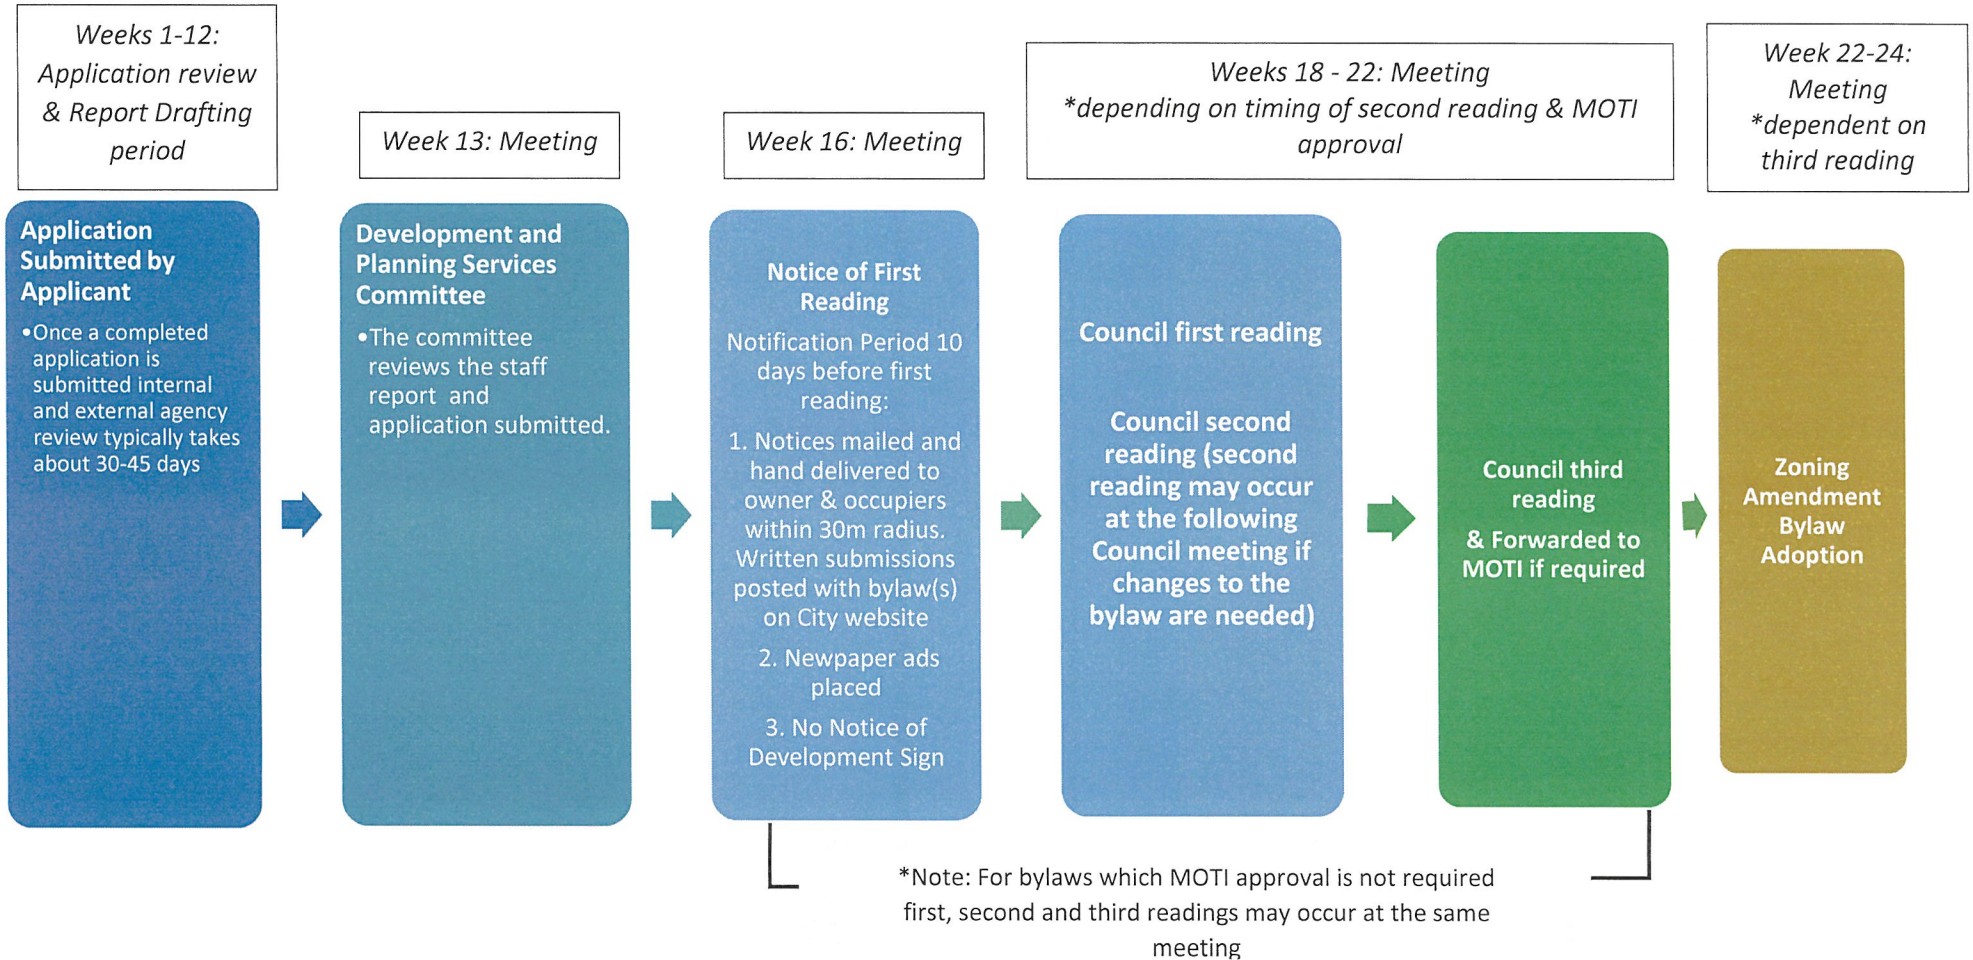 Weeks 1-12:
Application review
& Report Drafting
period
Week 13: Meeting
Week 16: Meeting
Weeks 18 - 22: Meeting
*depending on timing of second reading & MOTI
approval
Week 22-24:
Meeting
*dependent on
third reading
Application
Submitted by
Applicant
•Once a completed
application is
submitted internal
and external agency
review typically takes
about 30-45 days
Development and
Planning Services
Committee
•The committee
reviews the staff
report and
application submitted.
Notice of First
Reading
Notification Period 10
days before first
reading:
1. Notices mailed and
hand delivered to
owner & occupiers
within 30m radius.
Written submissions
posted with bylaw(s)
on City website
2. Newpaper ads
placed
3. No Notice of
Development Sign
Council first reading
Council second
reading (second
reading may occur
at the following
Council meeting if
changes to the
bylaw are needed)
Council third
reading
& Forwarded to
MOTI if required
Zoning
Amendment
Bylaw
Adoption
*Note: For bylaws which MOTI approval is not required
first, second and third readings may occur at the same
meeting